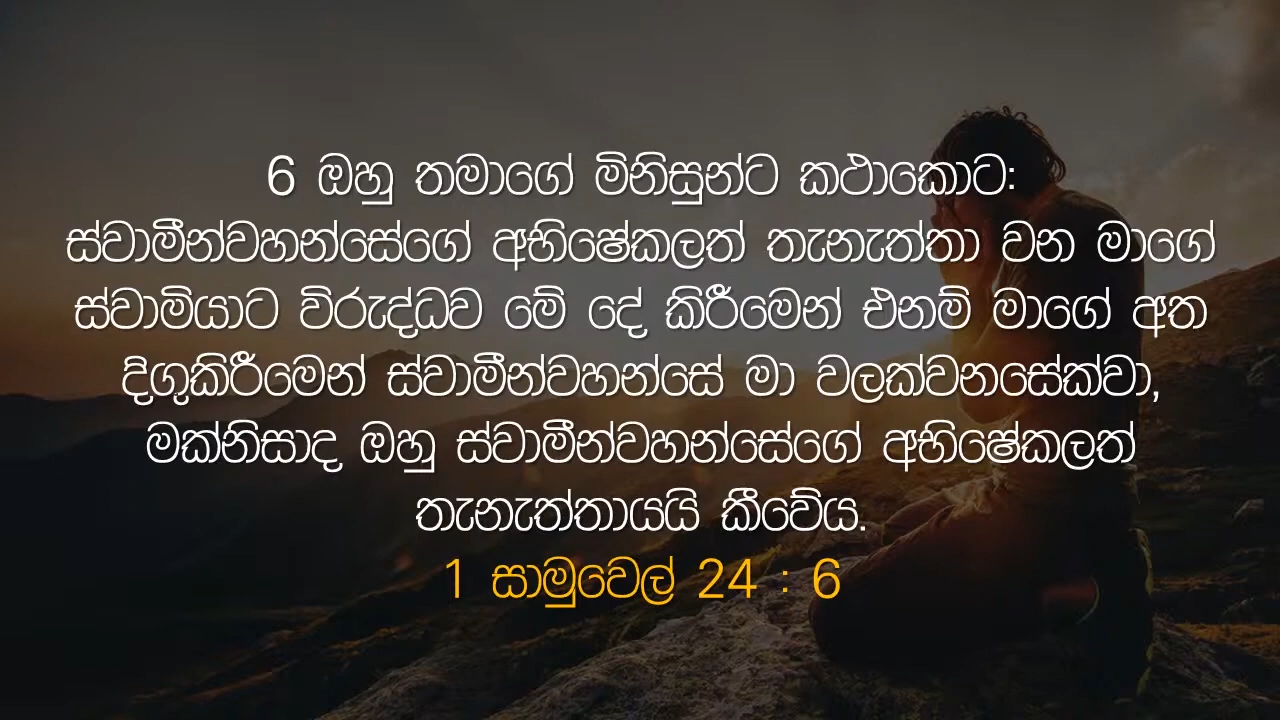 6 ඔහු තමාගේ මිනිසුන්ට කථාකොට:
ස්වාමීන්වහන්සේගේ අභිෂේකලත් තැනැත්තා වන මාගේ
ස්වාමියාට විරුද්ධව මේ දේ කිරීමෙන් එනම් මාගේ අත
දිගුකිරීමෙන් ස්වාමීන්වහන්සේ මා වලක්වනසේක්වා,
මක්නිසාද ඔහු ස්වාමීන්වහන්සේගේ අභිෂේකලත්
තැනැත්තායයි කීවේය.
1 සාමුවෙල් 24 : 6